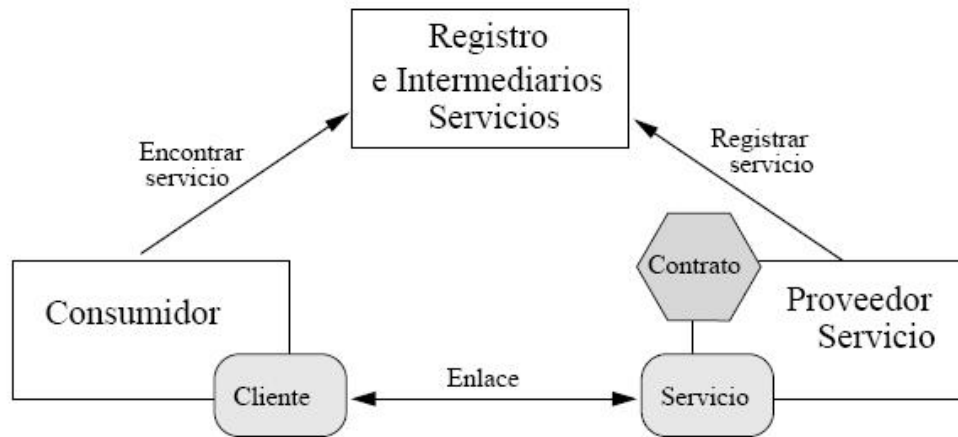 Registro
e Intermediarios
Servicios
Encontrar
servicio
Registrar
servicio
Contrato
Consumidor
Proveedor
Servicio
Cliente
Enlace
Servicio